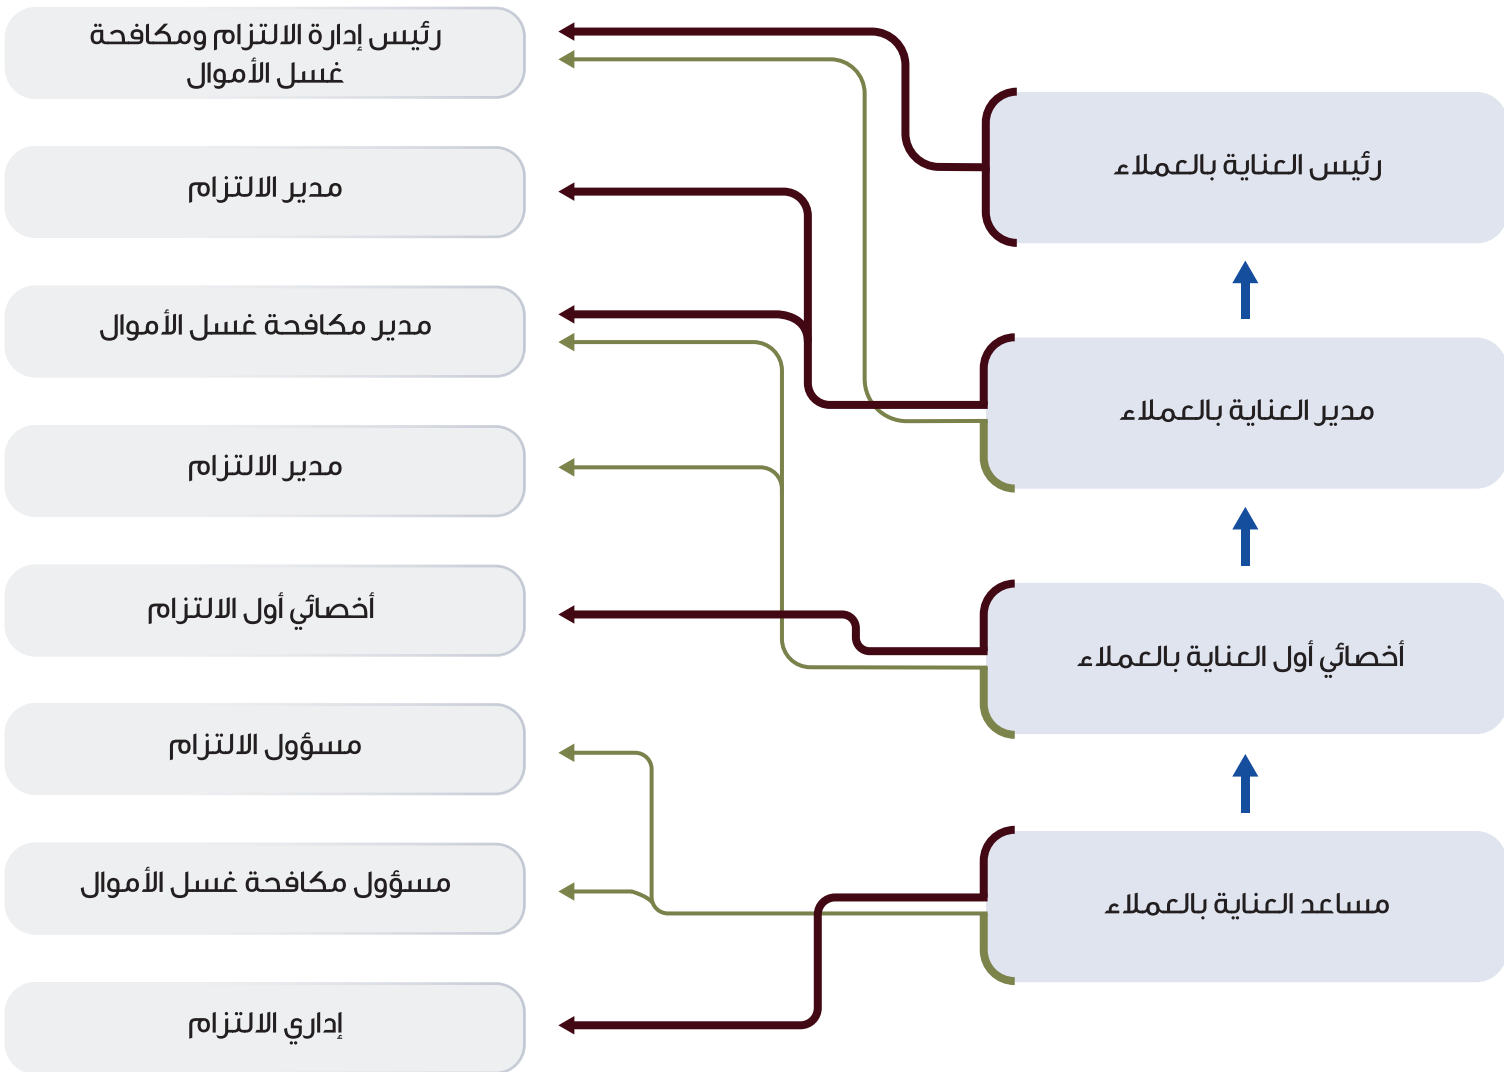 رئيس العناية بالعملاء
مدير العناية بالعملاء
أخصائي أول العناية بالعملاء
مساعد العناية بالعملاء
رئيس إدارة الالتزام ومكافحة
غسل الأموال
مدير الالتزام
مدير مكافحة غسل الأموال
مدير الالتزام
أخصائي أول الالتزام
مسؤول الالتزام
مسؤول مكافحة غسل الأموال
إداري الالتزام